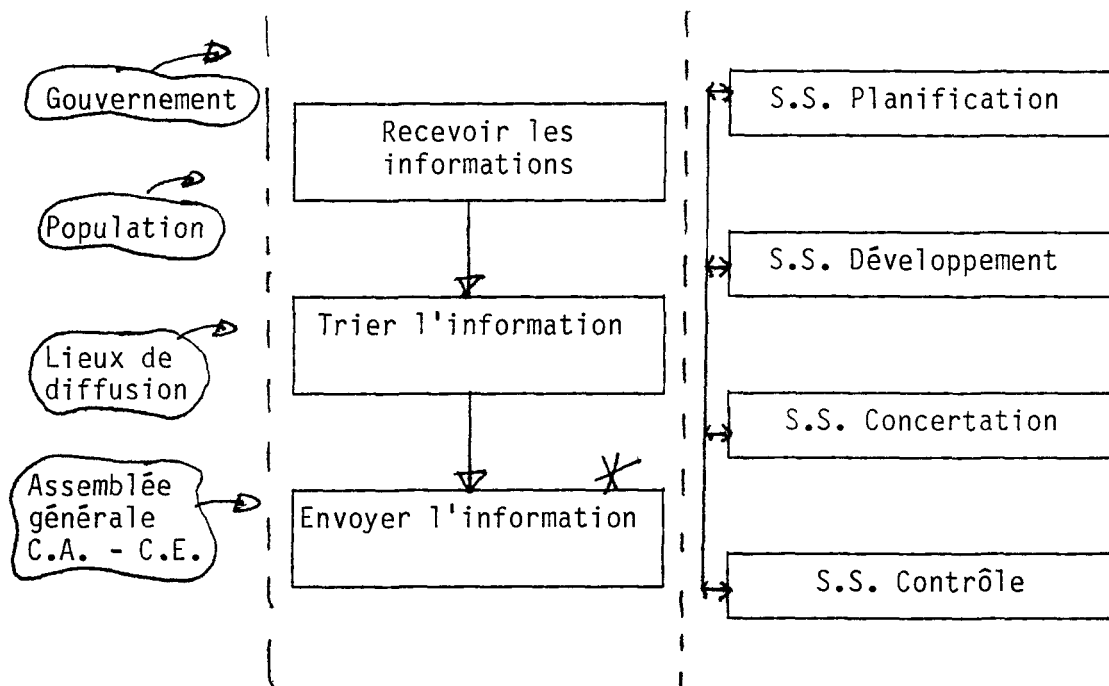 Gouvernement
Population
Lieux de
diffusion
Assemblée
générale
C.A. - C.E.
Recevoir les
informations
Trier l'information
Envoyer l'information
S.S. Planification
S.S. Développement
S.S. Concertation
S.S. Contrôle